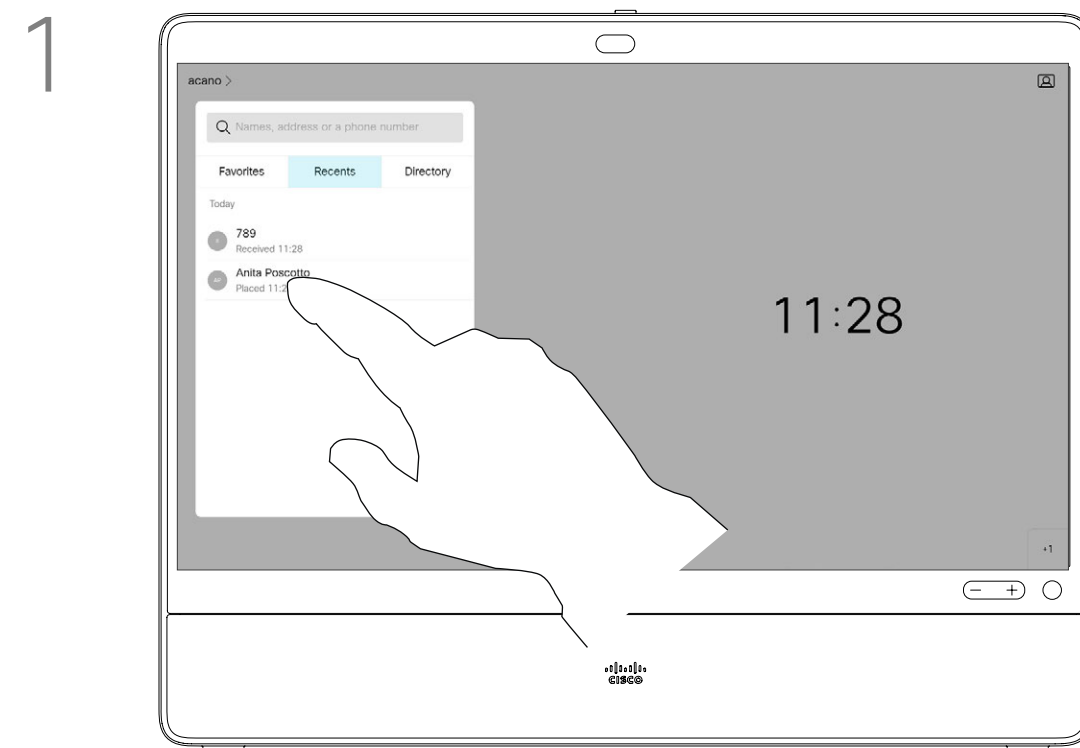 1
acano >
Names, address or a phone number
Favorites Recents Directory
Today
789
Received 11:28
Anita Poscotto
AP
Placed 11:2
11:28
+1
− +
CISCO